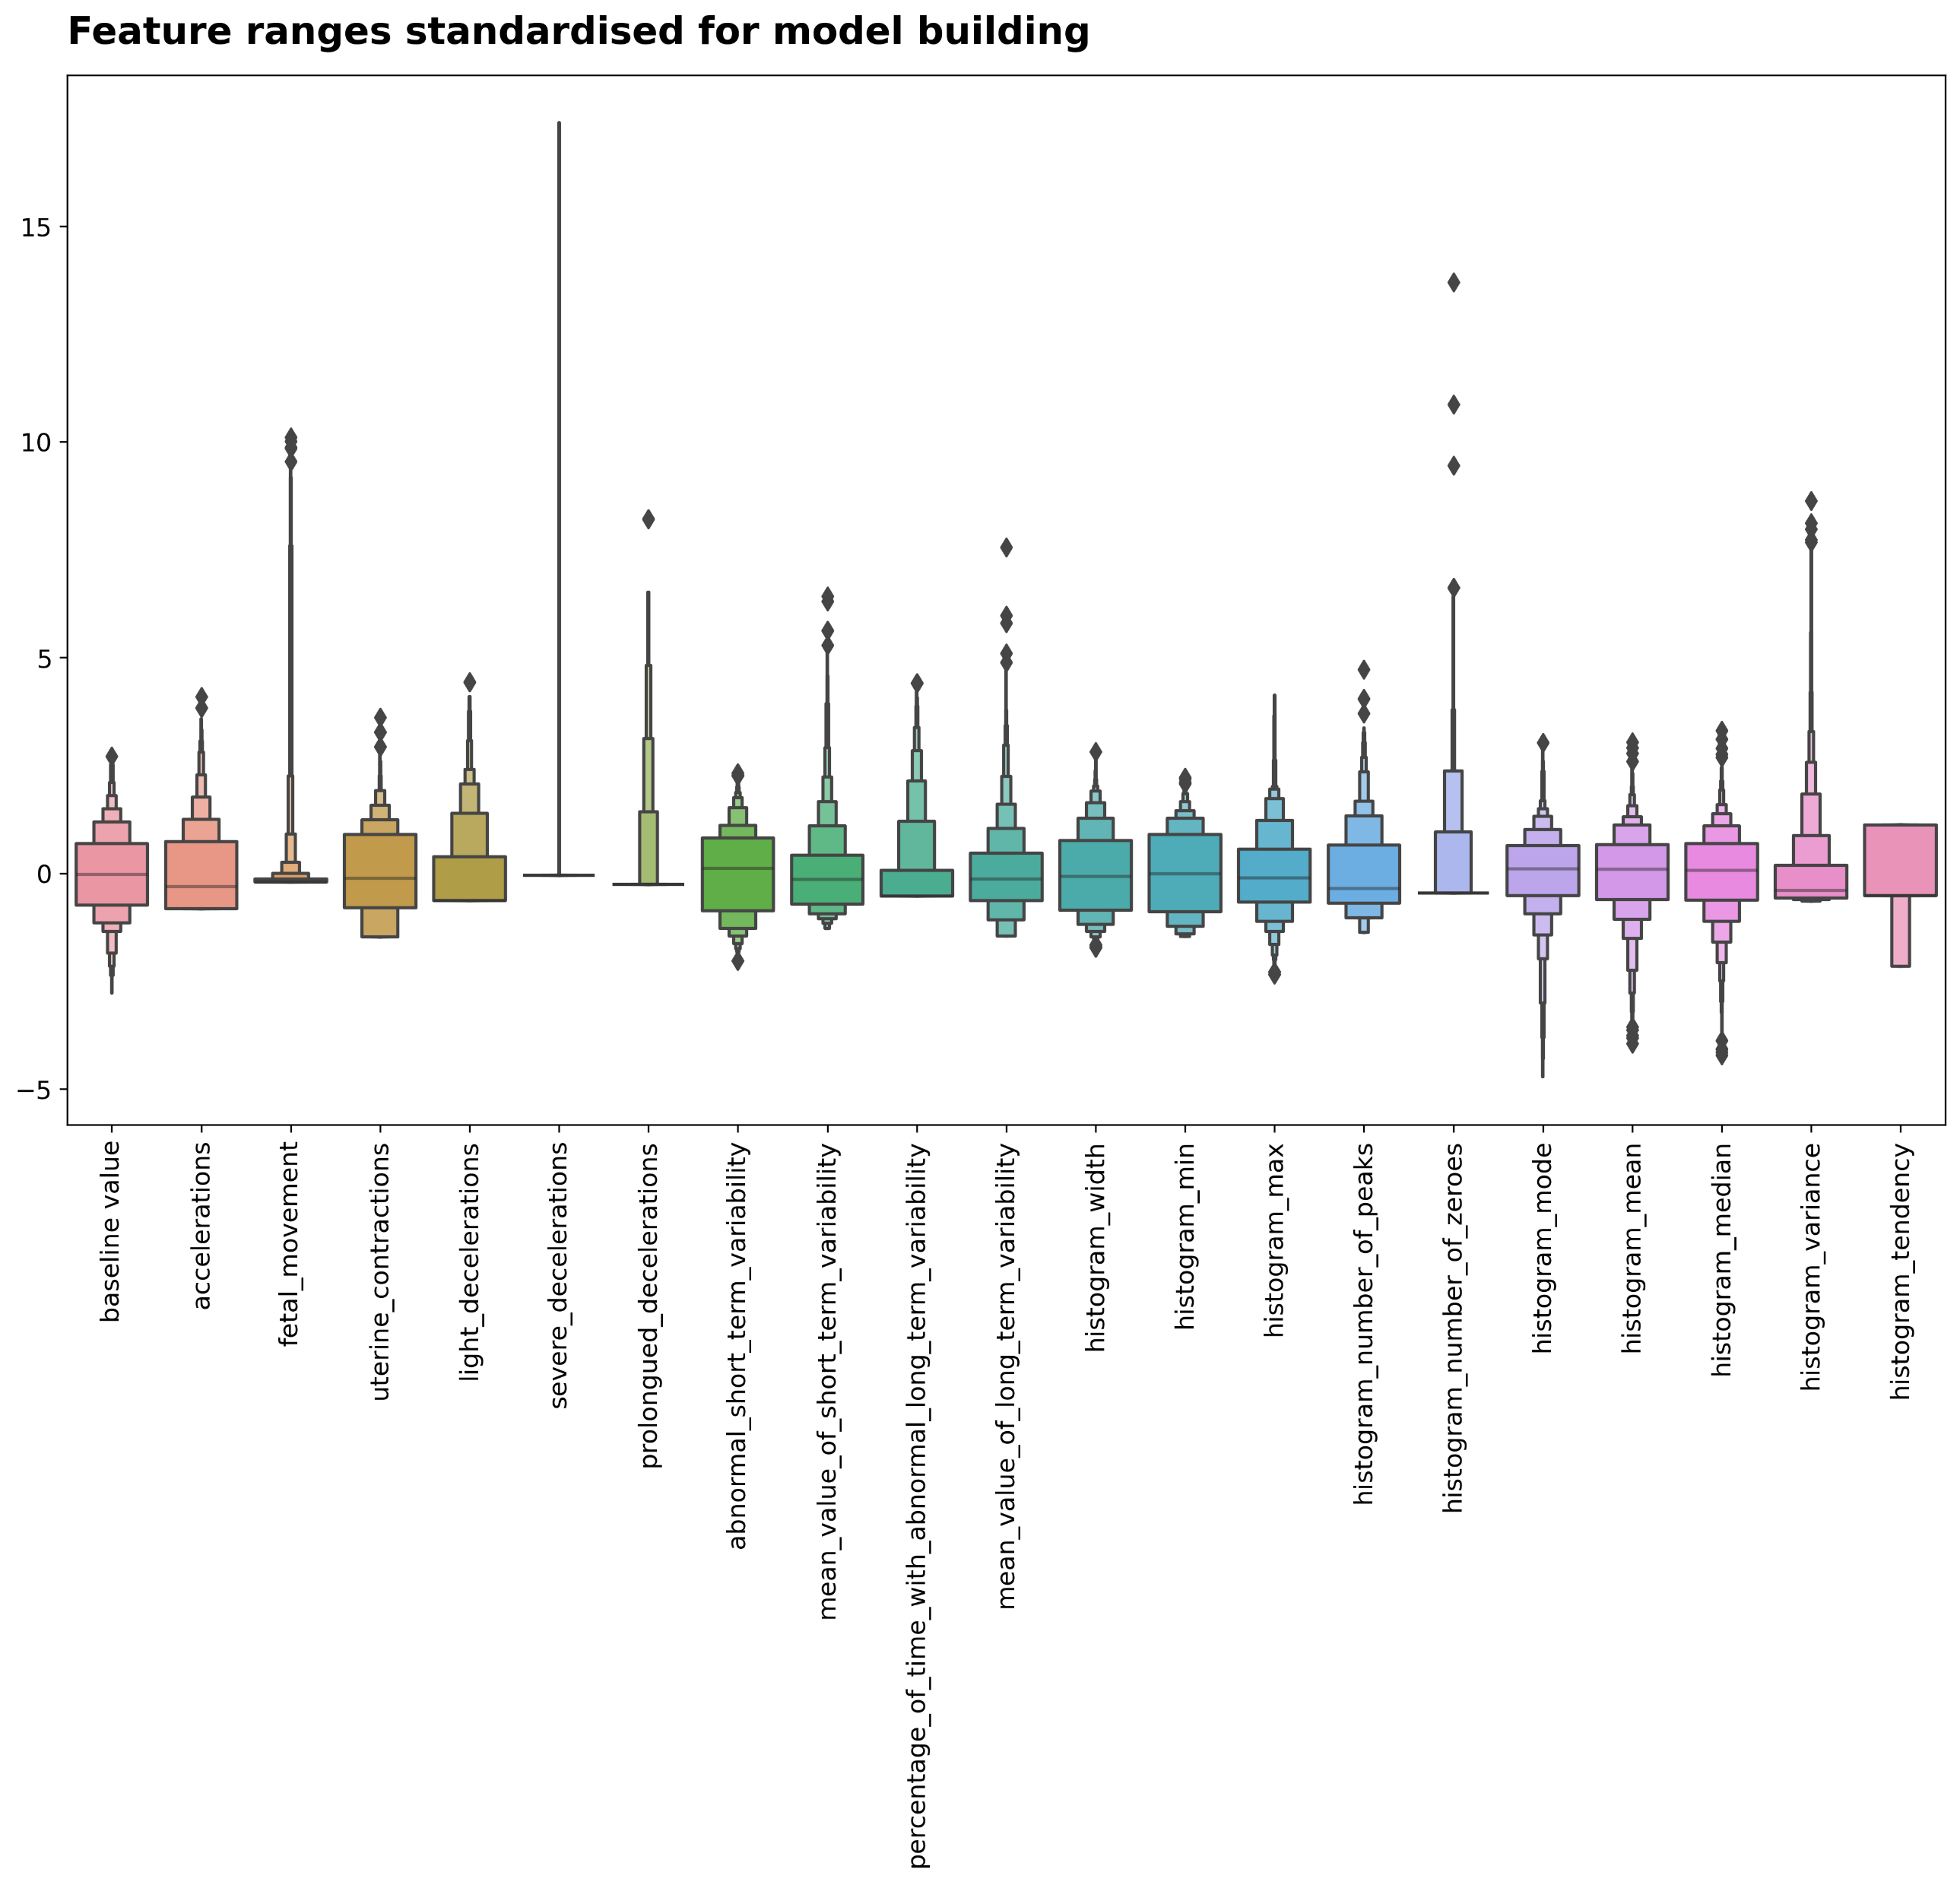 Feature ranges standardised for model building
15
10
5
0
−5
baseline value
accelerations
fetal_movement
uterine_contractions
light_decelerations
severe_decelerations
prolongued_decelerations
abnormal_short_term_variability
mean_value_of_short_term_variability
percentage_of_time_with_abnormal_long_term_variability
mean_value_of_long_term_variability
histogram_width
histogram_min
histogram_max
histogram_number_of_peaks
histogram_number_of_zeroes
histogram_mode
histogram_mean
histogram_median
histogram_variance
histogram_tendency